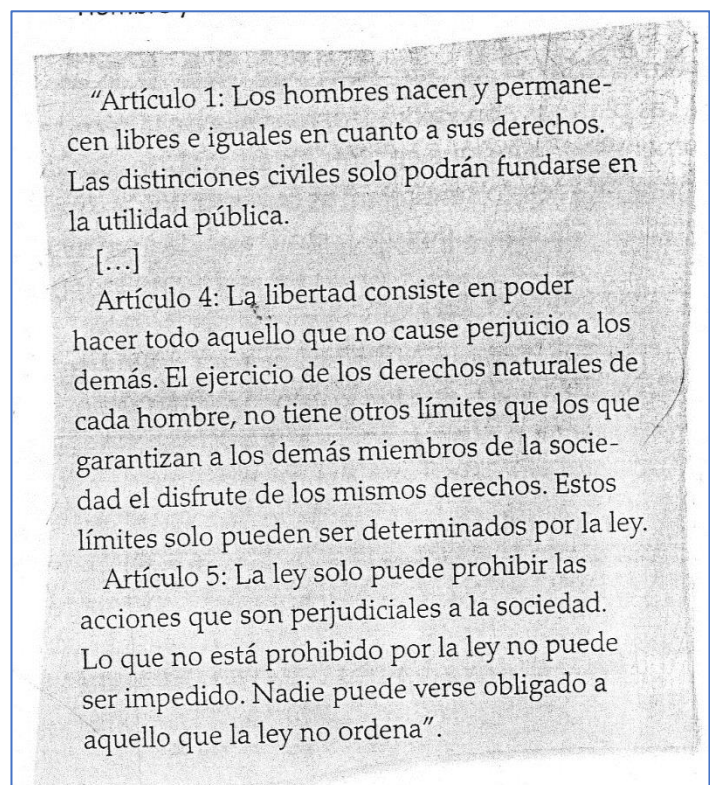 "Artículo 1: Los hombres nacen y permane-
cen libres e iguales en cuanto a sus derechos.
Las distinciones civiles solo podrán fundarse en
la utilidad pública.
[...]
Artículo 4: La libertad consiste en poder
hacer todo aquello que no cause perjuicio a los
demás. El ejercicio de los derechos naturales de
cada hombre, no tiene otros límites que los que
garantizan a los demás miembros de la socie-
dad el disfrute de los mismos derechos. Estos
límites solo pueden ser determinados por la ley.
Artículo 5: La ley solo puede prohibir las
acciones que son perjudiciales a la sociedad.
Lo que no está prohibido por la ley no puede
ser impedido. Nadie puede verse obligado a
aquello que la ley no ordena".